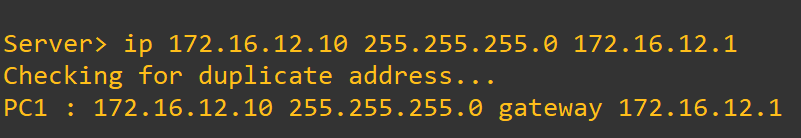 Server> ip 172.16.12.10 255.255.255.0 172.16.12.1
Checking for duplicate address...
PC1 : 172.16.12.10 255.255.255.0 gateway 172.16.12.1